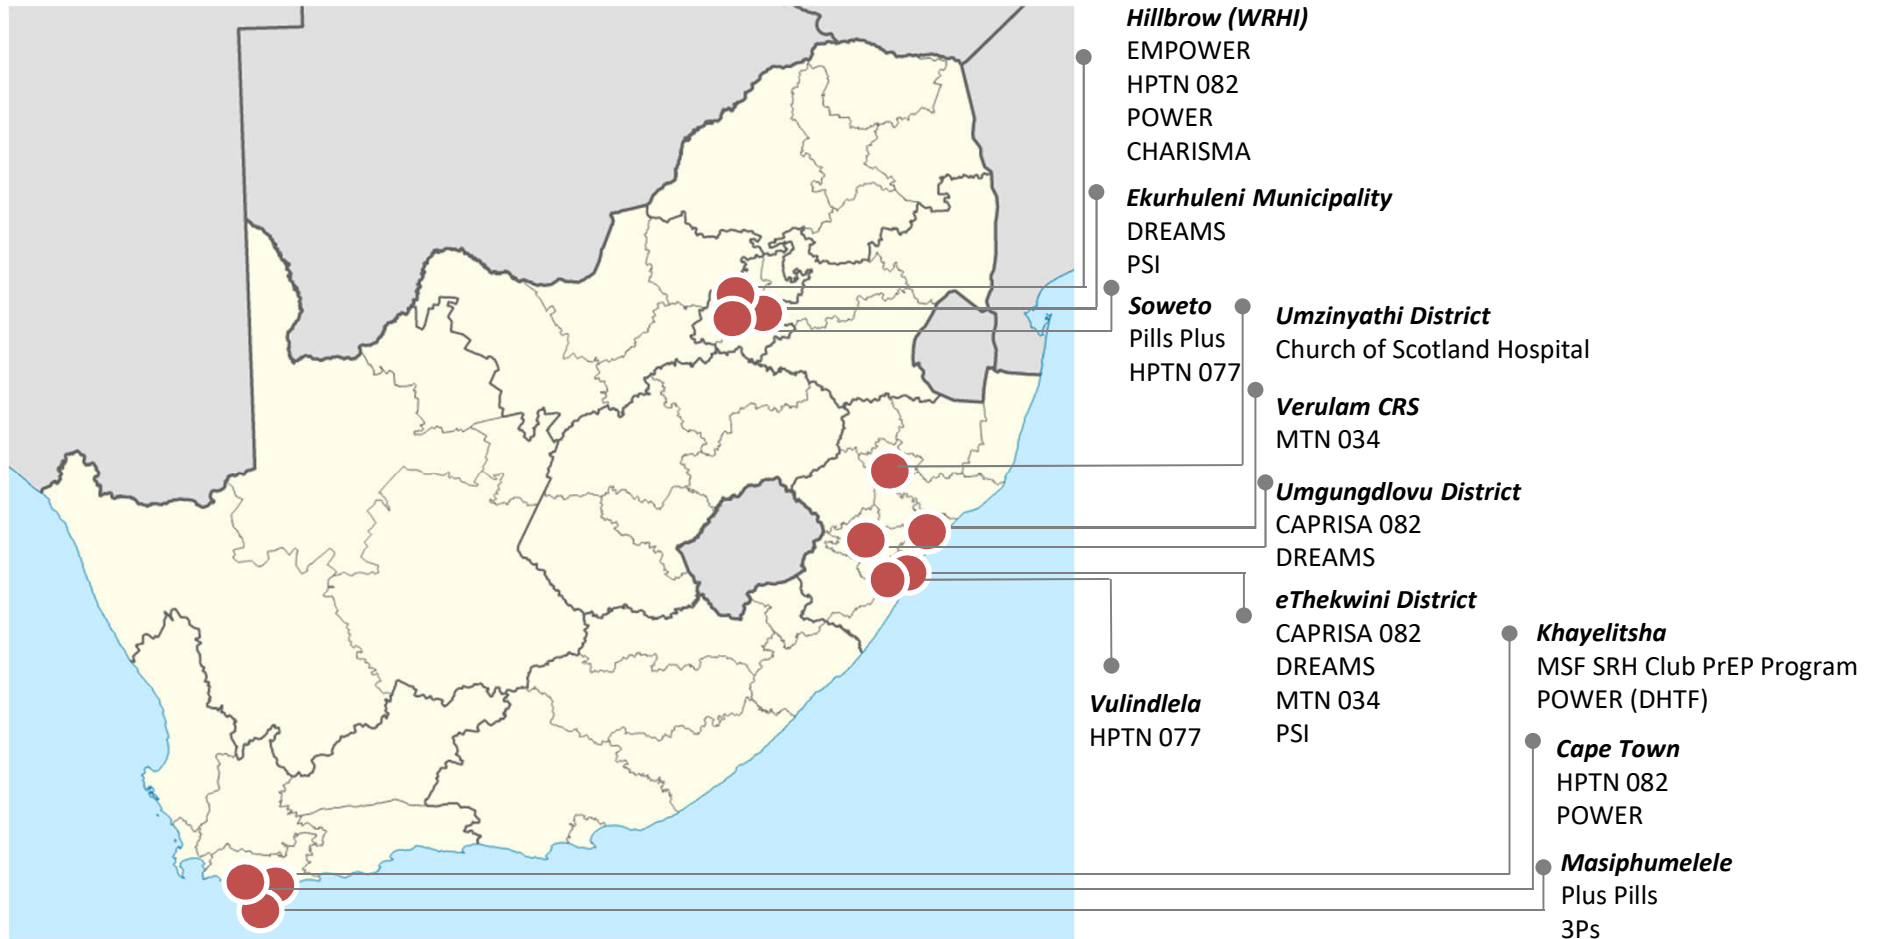 Hillbrow (WRHI)
EMPOWER
HPTN 082
POWER
CHARISMA
Ekurhuleni Municipality
DREAMS
PSI
Soweto
Pills Plus
HPTN 077
Umzinyathi District
Church of Scotland Hospital
Verulam CRS
MTN 034
Umgungdlovu District
CAPRISA 082
DREAMS
eThekwini District
CAPRISA 082
DREAMS
MTN 034
PSI
Vulindlela
HPTN 077
Khayelitsha
MSF SRH Club PrEP Program
POWER (DHTF)
Cape Town
HPTN 082
POWER
Masiphumelele
Plus Pills
3Ps